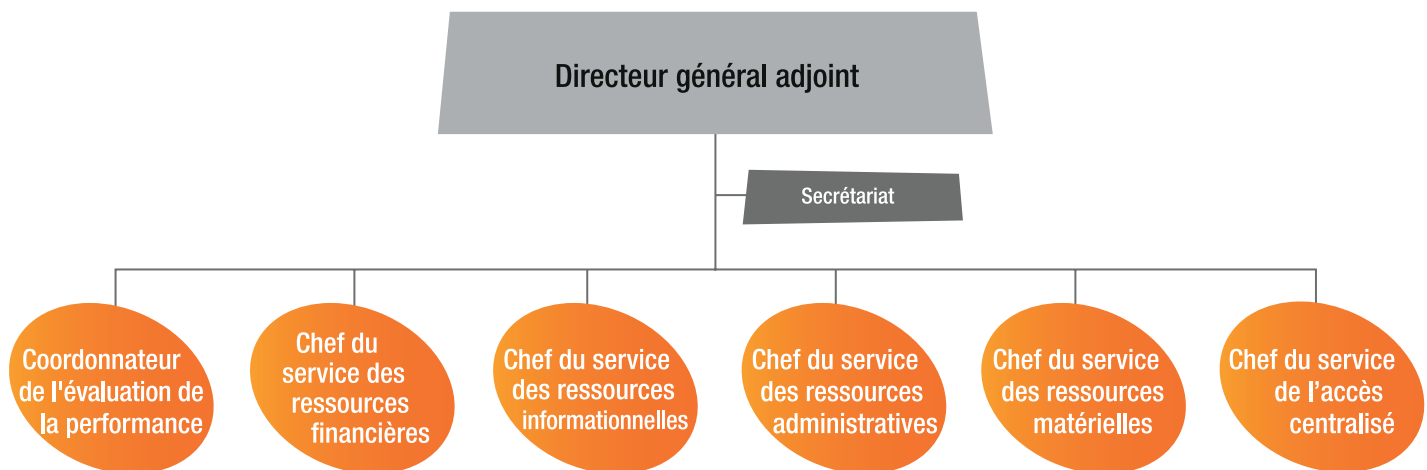 Directeur général adjoint
Secrétariat
Coordonnateur
de l'évaluation de
la performance
Chef du
service des
ressources
financières
Chef du service
des ressources
informationnelles
Chef du service
des ressources
administratives
Chef du service
des ressources
matérielles
Chef du service
de l’accès
centralisé